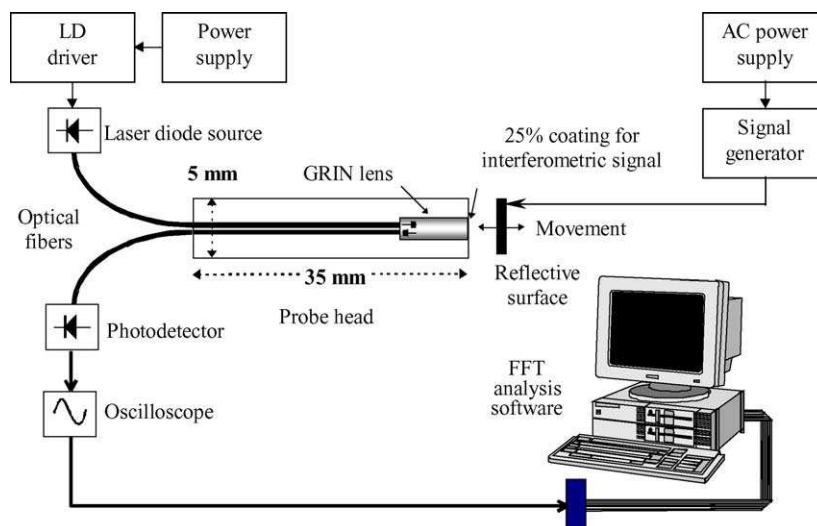 LD
driver
Power
supply
AC power
supply
Laser diode source
25% coating for
interferometric signal
Signal
generator
5 mm
GRIN lens
Optical
fibers
Movement
35 mm
Reflective
surface
Probe head
Photodetector
FFT
analysis
software
Oscilloscope